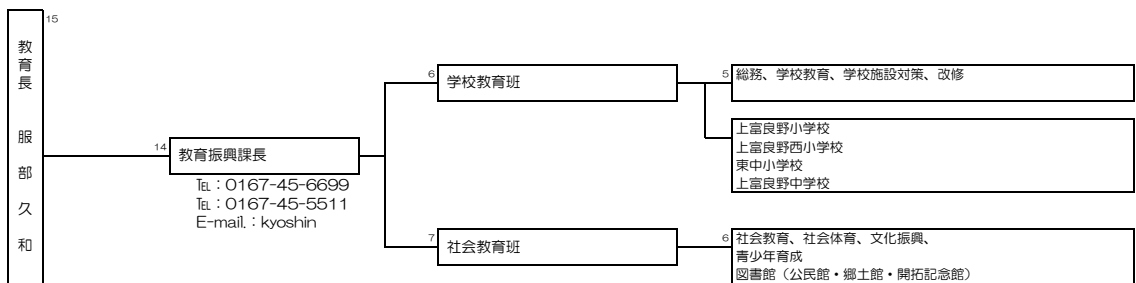 15
教育長 服部久和
14
教育振興課長
℡：0167-45-6699
℡：0167-45-5511
E-mail.：kyoshin
6
学校教育班
5
総務、学校教育、学校施設対策、改修
上富良野小学校
上富良野西小学校
東中小学校
上富良野中学校
7
社会教育班
6
社会教育、社会体育、文化振興、
青少年育成
図書館（公民館・郷土館・開拓記念館）